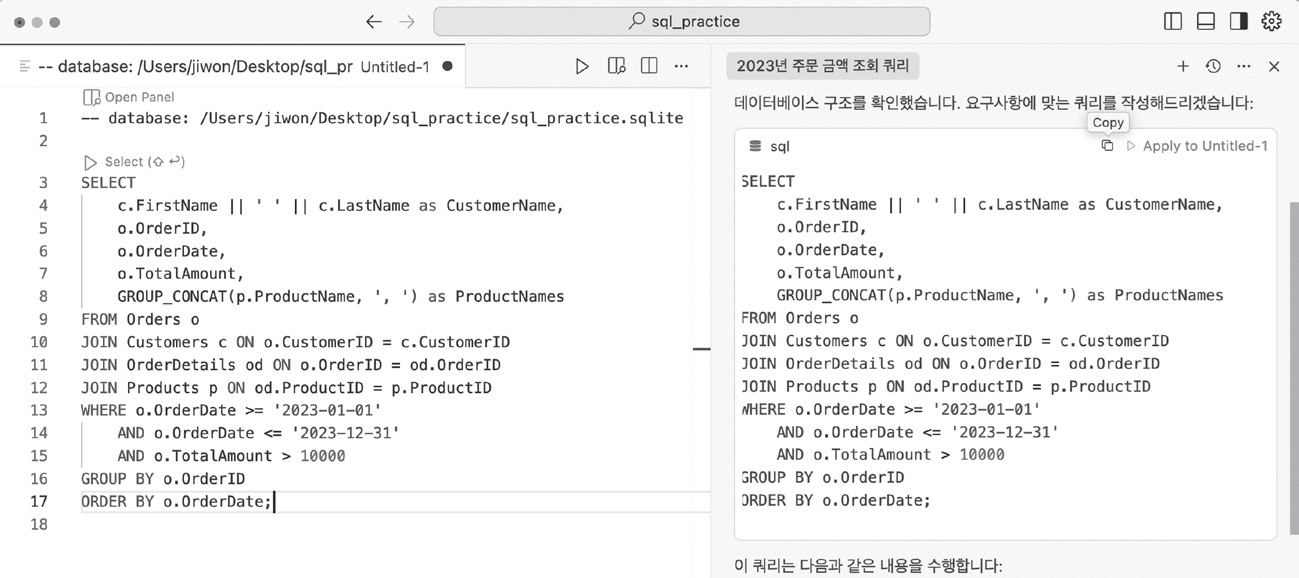 sql_practice
-- database: /Users/jiwon/Desktop/sql_pr Untitled-1
Open Panel
1 -- database: /Users/jiwon/Desktop/sql_practice/sql_practice.sqlite
2
Select (⇧ ↩)
3 SELECT
4 c.FirstName || ' ' || c.LastName as CustomerName,
5 o.OrderID,
6 o.OrderDate,
7 o.TotalAmount,
8 GROUP_CONCAT(p.ProductName, ', ') as ProductNames
9 FROM Orders o
10 JOIN Customers c ON o.CustomerID = c.CustomerID
11 JOIN OrderDetails od ON o.OrderID = od.OrderID
12 JOIN Products p ON od.ProductID = p.ProductID
13 WHERE o.OrderDate >= '2023-01-01'
14 AND o.OrderDate <= '2023-12-31'
15 AND o.TotalAmount > 10000
16 GROUP BY o.OrderID
17 ORDER BY o.OrderDate;
18
2023년 주문 금액 조회 쿼리
데이터베이스 구조를 확인했습니다. 요구사항에 맞는 쿼리를 작성해드리겠습니다:
Copy
sql Apply to Untitled-1
SELECT
c.FirstName || ' ' || c.LastName as CustomerName,
o.OrderID,
o.OrderDate,
o.TotalAmount,
GROUP_CONCAT(p.ProductName, ', ') as ProductNames
FROM Orders o
JOIN Customers c ON o.CustomerID = c.CustomerID
JOIN OrderDetails od ON o.OrderID = od.OrderID
JOIN Products p ON od.ProductID = p.ProductID
WHERE o.OrderDate >= '2023-01-01'
AND o.OrderDate <= '2023-12-31'
AND o.TotalAmount > 10000
GROUP BY o.OrderID
ORDER BY o.OrderDate;
이 쿼리는 다음과 같은 내용을 수행합니다: